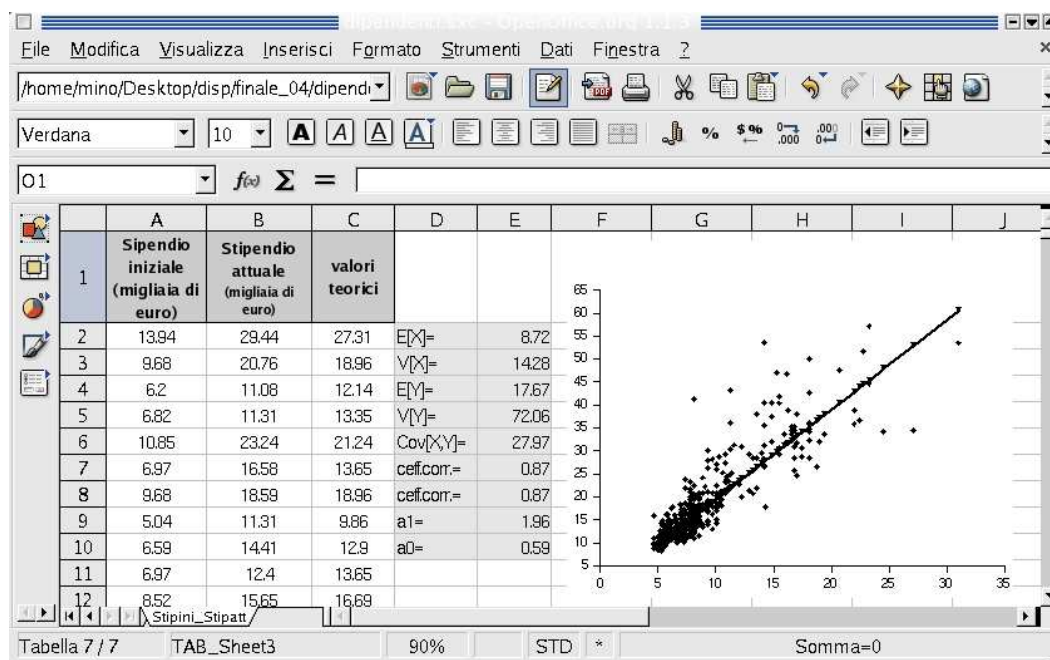 File Modifica Visualizza Inserisci Formato Strumenti Dati Finestra ?
/home/mino/Desktop/disp/finale_04/dipend
Verdana 10 A A A A % $% 0 .000 .000 0
O1 f(x) Σ =
A B C D E F G H I J
1 Sipendio iniziale (migliaia di euro) Stipendio attuale (migliaia di euro) valori teorici
2 13.94 29.44 27.31 E[X]= 8.72
3 9.68 20.76 18.96 V[X]= 14.28
4 6.2 11.08 12.14 E[Y]= 17.67
5 6.82 11.31 13.35 V[Y]= 72.06
6 10.85 23.24 21.24 Cov[X,Y]= 27.97
7 6.97 16.58 13.65 ceff.corr.= 0.87
8 9.68 18.59 18.96 ceff.corr.= 0.87
9 5.04 11.31 9.86 a1= 1.96
10 6.59 14.41 12.9 a0= 0.59
11 6.97 12.4 13.65
12 8.52 15.65 16.69
65
60
55
50
45
40
35
30
25
20
15
10
5
0 5 10 15 20 25 30 35
Stipini_Stipatt
Tabella 7 / 7 TAB_Sheet3 90% STD * Somma=0